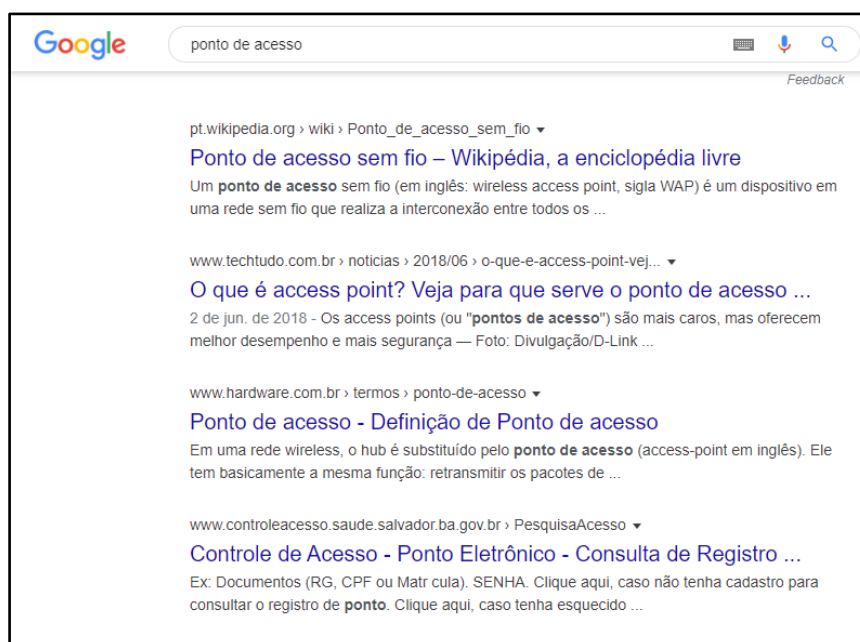 Google
ponto de acesso
Feedback
pt.wikipedia.org › wiki › Ponto_de_acesso_sem_fio
Ponto de acesso sem fio – Wikipédia, a enciclopédia livre
Um ponto de acesso sem fio (em inglês: wireless access point, sigla WAP) é um dispositivo em
uma rede sem fio que realiza a interconexão entre todos os ...
www.techtudo.com.br › noticias › 2018/06 › o-que-e-access-point-vej...
O que é access point? Veja para que serve o ponto de acesso ...
2 de jun. de 2018 - Os access points (ou "pontos de acesso") são mais caros, mas oferecem
melhor desempenho e mais segurança — Foto: Divulgação/D-Link ...
www.hardware.com.br › termos › ponto-de-acesso
Ponto de acesso - Definição de Ponto de acesso
Em uma rede wireless, o hub é substituído pelo ponto de acesso (access-point em inglês). Ele
tem basicamente a mesma função: retransmitir os pacotes de ...
www.controleacesso.saude.salvador.ba.gov.br › PesquisaAcesso
Controle de Acesso - Ponto Eletrônico - Consulta de Registro ...
Ex: Documentos (RG, CPF ou Matr cula). SENHA. Clique aqui, caso não tenha cadastro para
consultar o registro de ponto. Clique aqui, caso tenha esquecido ...